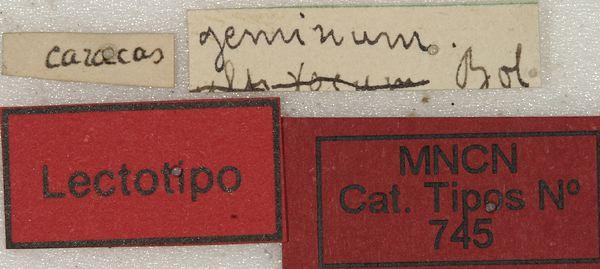 caracas
geminum.
Bol.
Lectotipo
MNCN
Cat. Tipos Nº
745